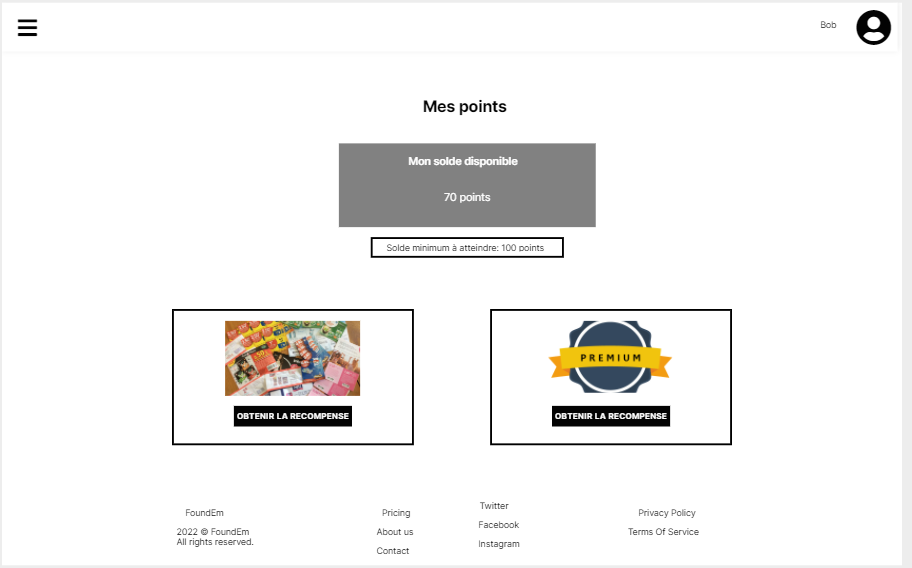 Bob
Mes points
Mon solde disponible
70 points
Solde minimum à atteindre: 100 points
PREMIUM
OBTENIR LA RECOMPENSE
OBTENIR LA RECOMPENSE
FoundEm
2022 © FoundEm
All rights reserved.
Pricing
About us
Contact
Twitter
Facebook
Instagram
Privacy Policy
Terms Of Service